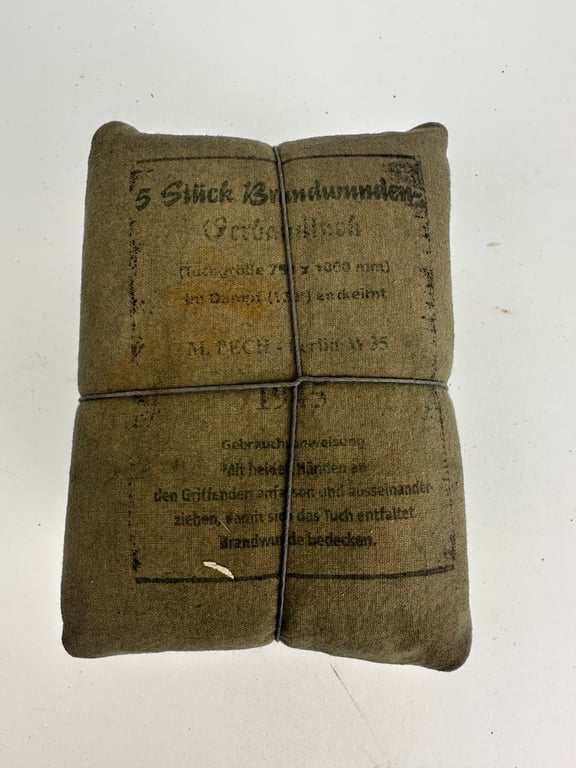 5 Stück Brandwunden-
Verbandtuch
(Tuchgröße 750 x 1000 mm)
im Dampf (120°) entkeimt
M. PECH - Berlin W 35
Gebrauchsanweisung
Mit beiden Händen an
den Griffenden anfassen und auseinander-
ziehen, damit sich das Tuch entfaltet
Brandwunde bedecken.